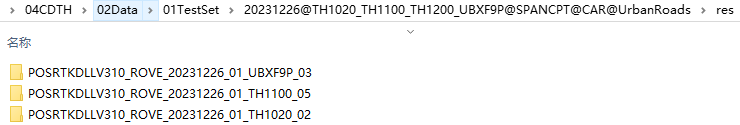 04CDTH > 02Data > 01TestSet > 20231226@TH1020_TH1100_TH1200_UBXF9P@SPANCPT@CAR@UrbanRoads > res
名称
POSRTKDLLV310_ROVE_20231226_01_UBXF9P_03
POSRTKDLLV310_ROVE_20231226_01_TH1100_05
POSRTKDLLV310_ROVE_20231226_01_TH1020_02